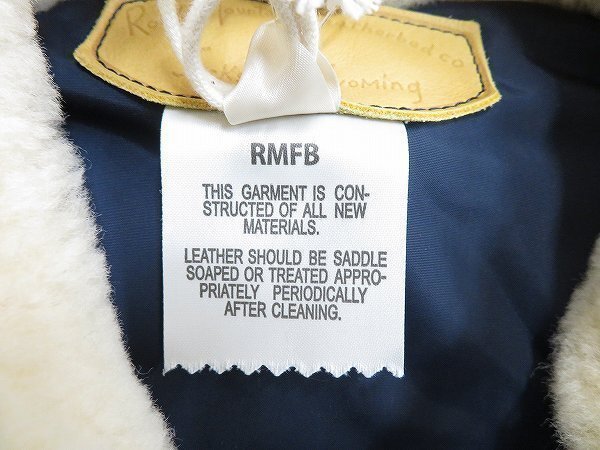 RMFB
THIS GARMENT IS CON-
STRUCTED OF ALL NEW
MATERIALS.
LEATHER SHOULD BE SADDLE
SOAPED OR TREATED APPRO-
PRIATELY PERIODICALLY
AFTER CLEANING.